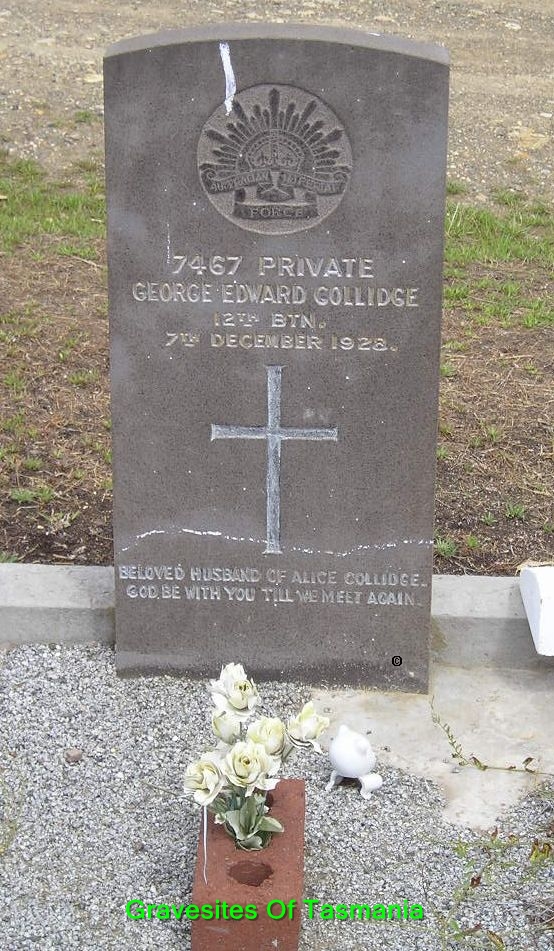 AUSTRALIAN IMPERIAL
FORCE
7467 PRIVATE
GEORGE EDWARD COLLIDGE
12TH BTN.
7TH DECEMBER 1928.
BELOVED HUSBAND OF ALICE COLLIDGE.
GOD BE WITH YOU TILL WE MEET AGAIN.
©
Gravesites Of Tasmania